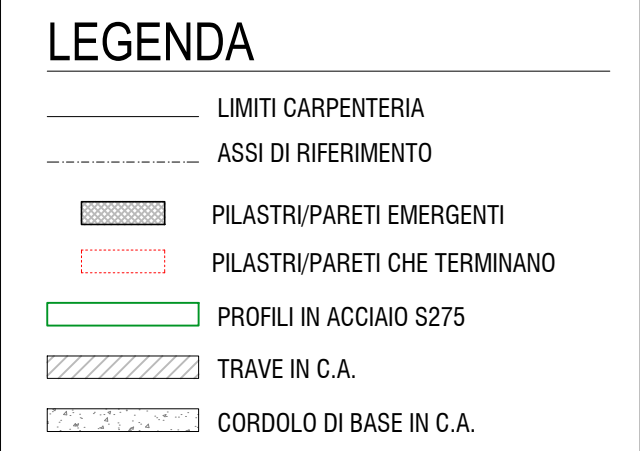 LEGENDA
LIMITI CARPENTERIA
ASSI DI RIFERIMENTO
PILASTRI/PARETI EMERGENTI
PILASTRI/PARETI CHE TERMINANO
PROFILI IN ACCIAIO S275
TRAVE IN C.A.
CORDOLO DI BASE IN C.A.